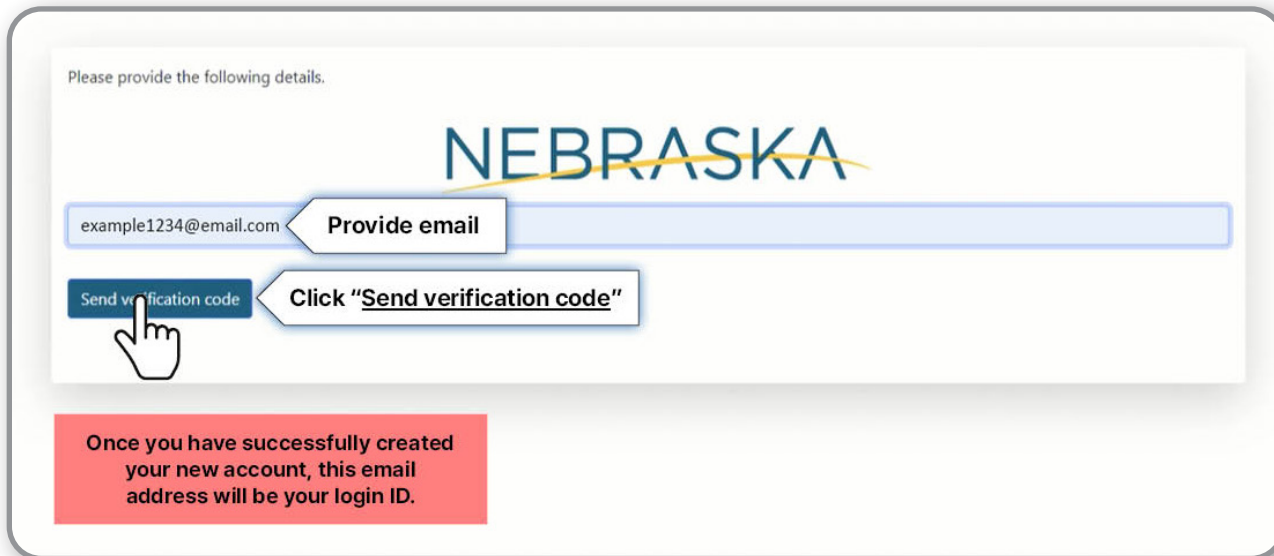 Please provide the following details.
NEBRASKA
example1234@email.com
Provide email
Send verification code
Click “Send verification code”
Once you have successfully created
your new account, this email
address will be your login ID.